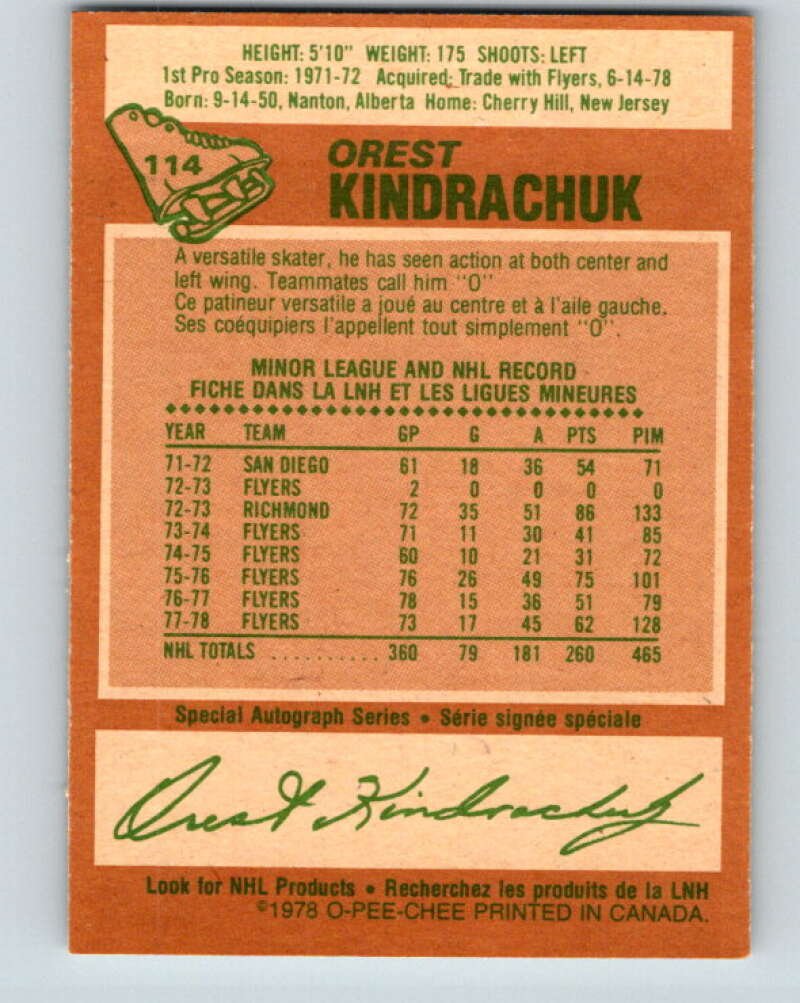 HEIGHT: 5'10" WEIGHT: 175 SHOOTS: LEFT
1st Pro Season: 1971-72 Acquired: Trade with Flyers, 6-14-78
Born: 9-14-50, Nanton, Alberta Home: Cherry Hill, New Jersey
114
OREST
KINDRACHUK
A versatile skater, he has seen action at both center and
left wing. Teammates call him "O"
Ce patineur versatile a joué au centre et à l'aile gauche.
Ses coéquipiers l'appellent tout simplement "O".
MINOR LEAGUE AND NHL RECORD
FICHE DANS LA LNH ET LES LIGUES MINEURES
YEAR TEAM GP G A PTS PIM
71-72 SAN DIEGO 61 18 36 54 71
72-73 FLYERS 2 0 0 0 0
72-73 RICHMOND 72 35 51 86 133
73-74 FLYERS 71 11 30 41 85
74-75 FLYERS 60 10 21 31 72
75-76 FLYERS 76 26 49 75 101
76-77 FLYERS 78 15 36 51 79
77-78 FLYERS 73 17 45 62 128
NHL TOTALS .......... 360 79 181 260 465
Special Autograph Series • Série signée spéciale
Orest Kindrachuk
Look for NHL Products • Recherchez les produits de la LNH
©1978 O-PEE-CHEE PRINTED IN CANADA.